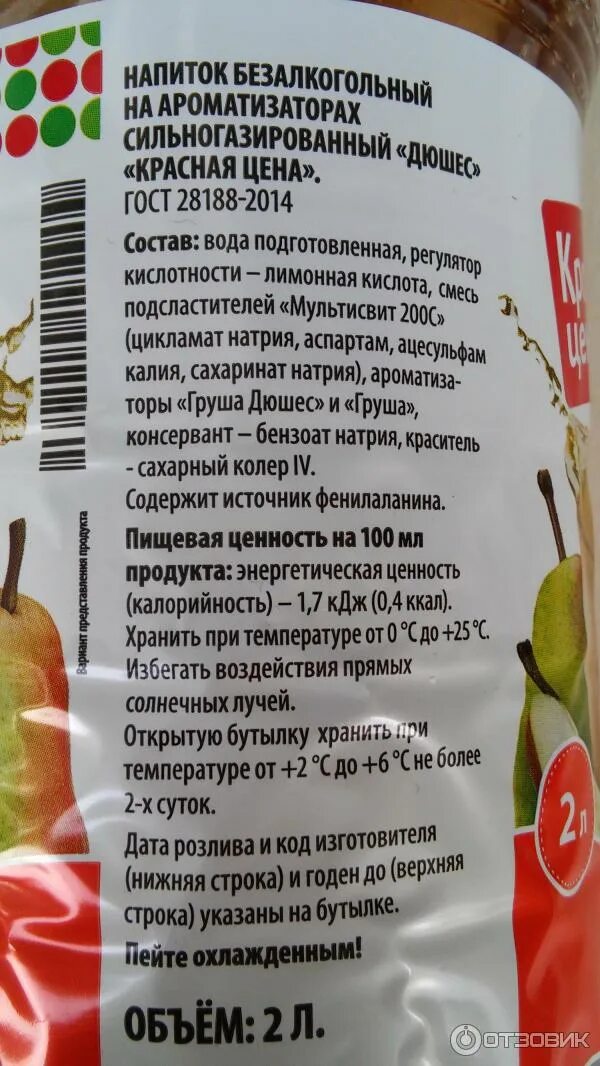 НАПИТОК БЕЗАЛКОГОЛЬНЫЙ
НА АРОМАТИЗАТОРАХ
СИЛЬНОГАЗИРОВАННЫЙ «ДЮШЕС»
«КРАСНАЯ ЦЕНА».
ГОСТ 28188-2014
Состав: вода подготовленная, регулятор
кислотности – лимонная кислота, смесь
подсластителей «Мультисвит 200С»
(цикламат натрия, аспартам, ацесульфам
калия, сахаринат натрия), ароматиза-
торы «Груша Дюшес» и «Груша»,
консервант – бензоат натрия, краситель
- сахарный колер IV.
Содержит источник фенилаланина.
Пищевая ценность на 100 мл
продукта: энергетическая ценность
(калорийность) – 1,7 кДж (0,4 ккал).
Хранить при температуре от 0 °С до +25 °С.
Избегать воздействия прямых
солнечных лучей.
Открытую бутылку хранить при
температуре от +2 °С до +6 °С не более
2-х суток.
Дата розлива и код изготовителя
(нижняя строка) и годен до (верхняя
строка) указаны на бутылке.
Пейте охлажденным!
ОБЪЁМ: 2 Л.
Вариант представления продукта
Кр
це
2 л
ОТЗОВИК